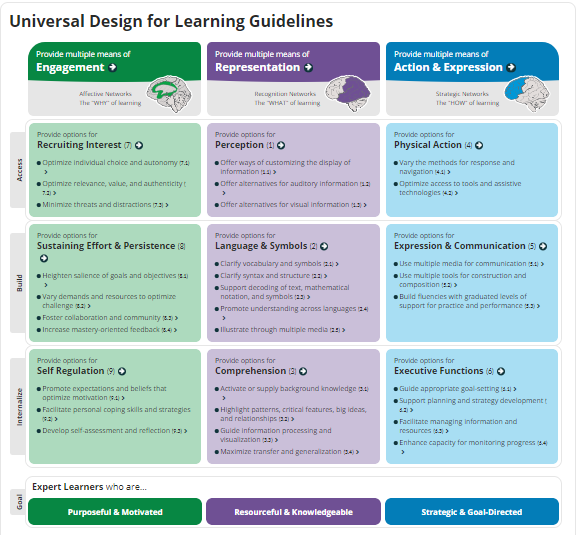 Universal Design for Learning Guidelines
Provide multiple means of
Engagement
Affective Networks
The "WHY" of learning
Provide multiple means of
Representation
Recognition Networks
The "WHAT" of learning
Provide multiple means of
Action & Expression
Strategic Networks
The "HOW" of learning
Access
Provide options for
Recruiting Interest (7)
Optimize individual choice and autonomy (7.1)
Optimize relevance, value, and authenticity (
7.2)
Minimize threats and distractions (7.3)
Provide options for
Perception (1)
Offer ways of customizing the display of
information (1.1)
Offer alternatives for auditory information (1.2)
Offer alternatives for visual information (1.3)
Provide options for
Physical Action (4)
Vary the methods for response and
navigation (4.1)
Optimize access to tools and assistive
technologies (4.2)
Build
Provide options for
Sustaining Effort & Persistence (8)
Heighten salience of goals and objectives (8.1)
Vary demands and resources to optimize
challenge (8.2)
Foster collaboration and community (8.3)
Increase mastery-oriented feedback (8.4)
Provide options for
Language & Symbols (2)
Clarify vocabulary and symbols (2.1)
Clarify syntax and structure (2.2)
Support decoding of text, mathematical
notation, and symbols (2.3)
Promote understanding across languages (2.4)
Illustrate through multiple media (2.5)
Provide options for
Expression & Communication (5)
Use multiple media for communication (5.1)
Use multiple tools for construction and
composition (5.2)
Build fluencies with graduated levels of
support for practice and performance (5.3)
Internalize
Provide options for
Self Regulation (9)
Promote expectations and beliefs that
optimize motivation (9.1)
Facilitate personal coping skills and strategies
(9.2)
Develop self-assessment and reflection (9.3)
Provide options for
Comprehension (3)
Activate or supply background knowledge (3.1)
Highlight patterns, critical features, big ideas,
and relationships (3.2)
Guide information processing and
visualization (3.3)
Maximize transfer and generalization (3.4)
Provide options for
Executive Functions (6)
Guide appropriate goal-setting (6.1)
Support planning and strategy development (
6.2)
Facilitate managing information and
resources (6.3)
Enhance capacity for monitoring progress (6.4)
Goal
Expert Learners who are...
Purposeful & Motivated
Resourceful & Knowledgeable
Strategic & Goal-Directed